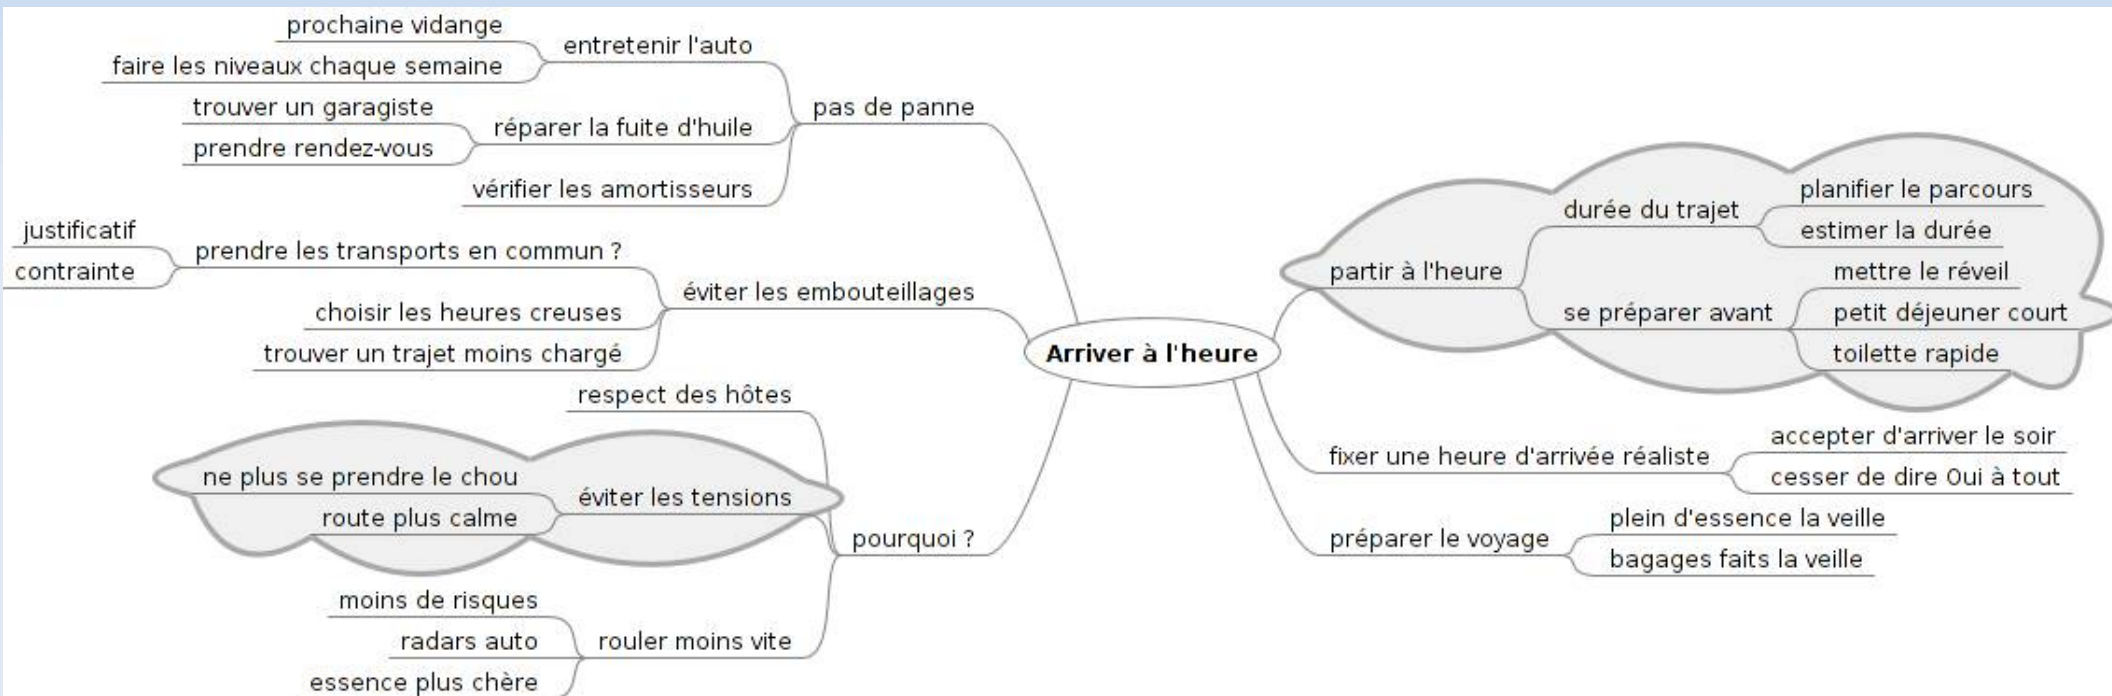 prochaine vidange
faire les niveaux chaque semaine
entretenir l'auto
trouver un garagiste
prendre rendez-vous
réparer la fuite d'huile
vérifier les amortisseurs
pas de panne
justificatif
contrainte
prendre les transports en commun ?
choisir les heures creuses
trouver un trajet moins chargé
éviter les embouteillages
respect des hôtes
ne plus se prendre le chou
route plus calme
éviter les tensions
moins de risques
radars auto
essence plus chère
rouler moins vite
pourquoi ?
Arriver à l'heure
partir à l'heure
durée du trajet
planifier le parcours
estimer la durée
se préparer avant
mettre le réveil
petit déjeuner court
toilette rapide
fixer une heure d'arrivée réaliste
accepter d'arriver le soir
cesser de dire Oui à tout
préparer le voyage
plein d'essence la veille
bagages faits la veille